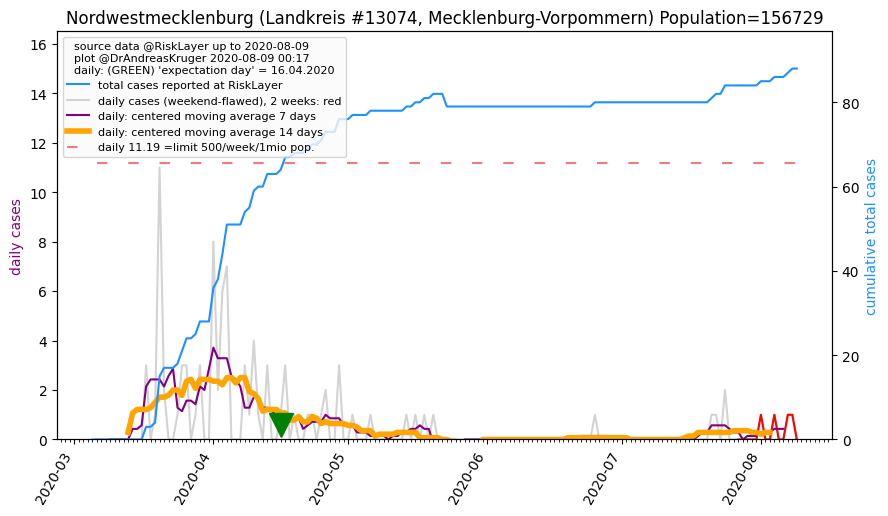 Nordwestmecklenburg (Landkreis #13074, Mecklenburg-Vorpommern) Population=156729
source data @RiskLayer up to 2020-08-09
plot @DrAndreasKruger 2020-08-09 00:17
daily: (GREEN) 'expectation day' = 16.04.2020
total cases reported at RiskLayer
daily cases (weekend-flawed), 2 weeks: red
daily: centered moving average 7 days
daily: centered moving average 14 days
daily 11.19 =limit 500/week/1mio pop.
daily cases
16
14
12
10
8
6
4
2
0
80
60
40
20
0
cumulative total cases
2020-03
2020-04
2020-05
2020-06
2020-07
2020-08